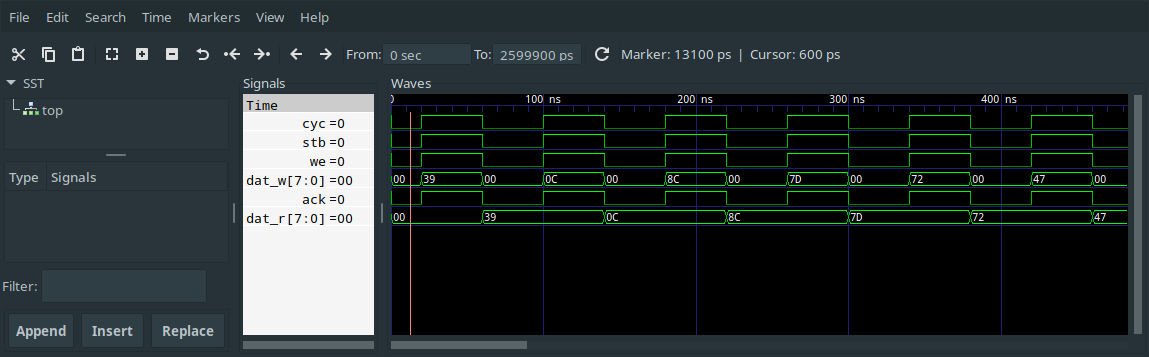 File Edit Search Time Markers View Help
From: 0 sec To: 2599900 ps Marker: 13100 ps | Cursor: 600 ps
SST
top
Type Signals
Filter:
Append Insert Replace
Signals
Time
cyc =0
stb =0
we =0
dat_w[7:0] =00
ack =0
dat_r[7:0] =00
Waves
0 100 ns 200 ns 300 ns 400 ns
00 39 00 0C 00 8C 00 7D 00 72 00 47 00
00 39 0C 8C 7D 72 47